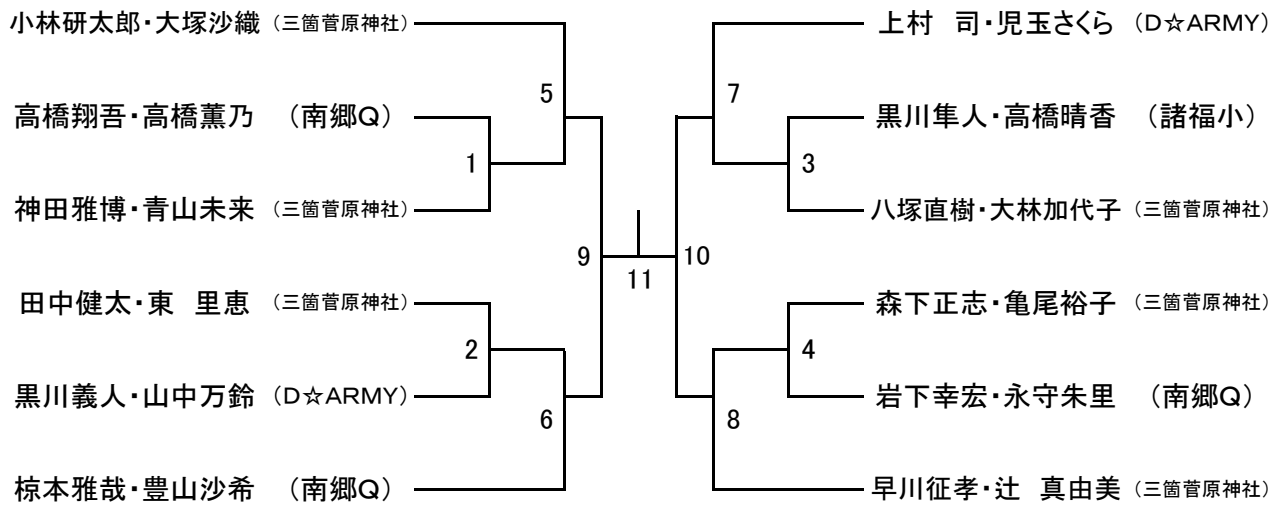 小林研太郎・大塚沙織 (三箇菅原神社)
高橋翔吾・高橋薫乃 (南郷Q)
神田雅博・青山未来 (三箇菅原神社)
田中健太・東 里恵 (三箇菅原神社)
黒川義人・山中万鈴 (D☆ARMY)
椋本雅哉・豊山沙希 (南郷Q)
5
1
2
6
9
11
10
7
3
4
8
上村 司・児玉さくら (D☆ARMY)
黒川隼人・高橋晴香 (諸福小)
八塚直樹・大林加代子 (三箇菅原神社)
森下正志・亀尾裕子 (三箇菅原神社)
岩下幸宏・永守朱里 (南郷Q)
早川征孝・辻 真由美 (三箇菅原神社)